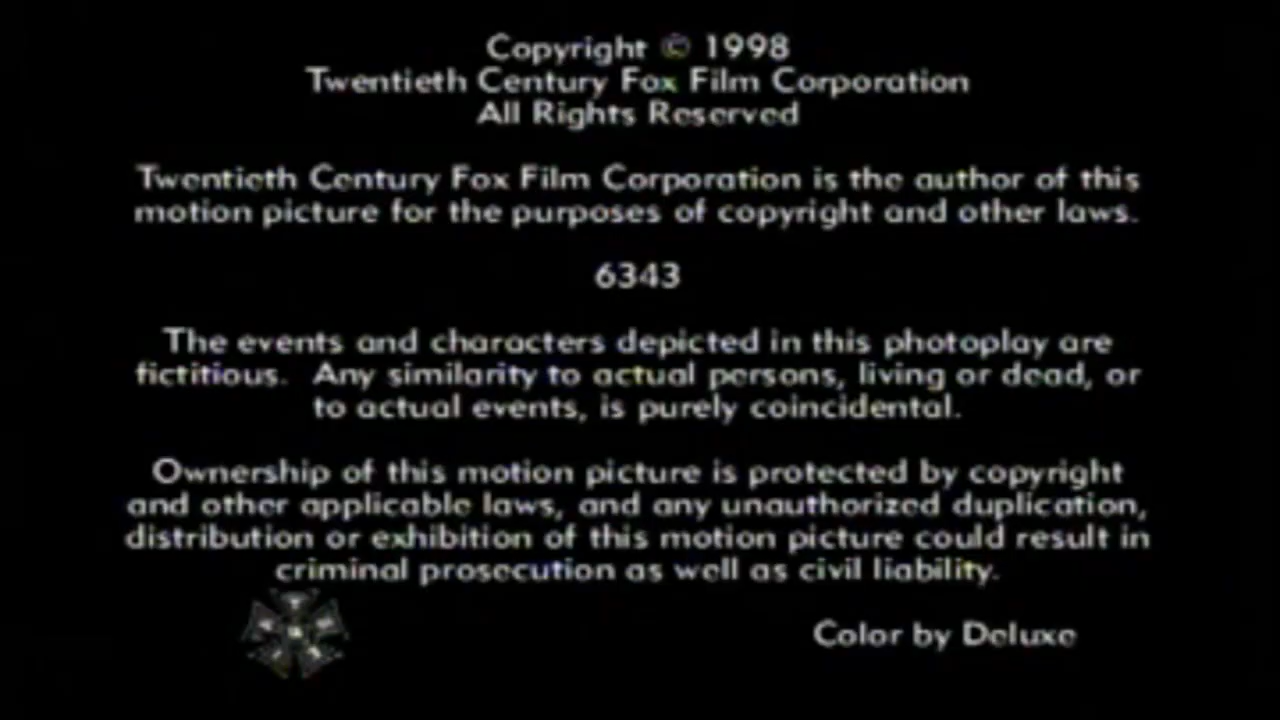 Copyright © 1998
Twentieth Century Fox Film Corporation
All Rights Reserved
Twentieth Century Fox Film Corporation is the author of this
motion picture for the purposes of copyright and other laws.
6343
The events and characters depicted in this photoplay are
fictitious. Any similarity to actual persons, living or dead, or
to actual events, is purely coincidental.
Ownership of this motion picture is protected by copyright
and other applicable laws, and any unauthorized duplication,
distribution or exhibition of this motion picture could result in
criminal prosecution as well as civil liability.
Color by Deluxe